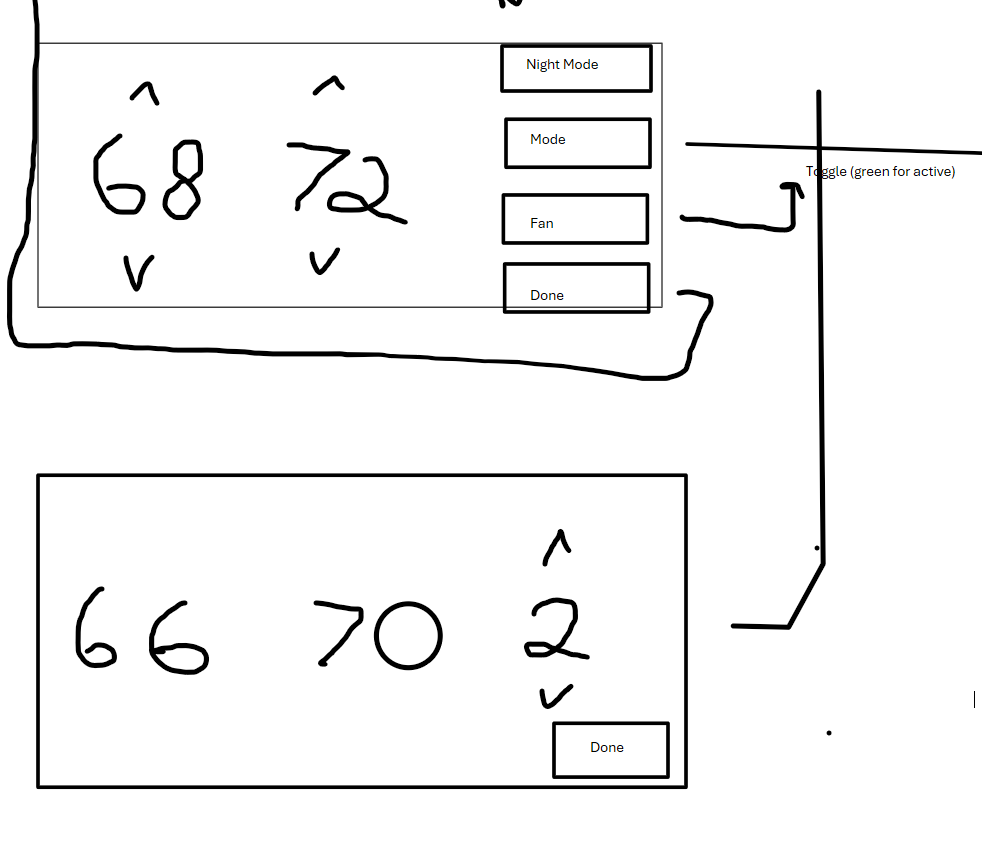 Night Mode
68 72
Mode
Toggle (green for active)
Fan
Done
66 70 2
Done